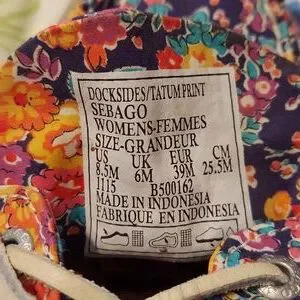 DOCKSIDES/TATUM PRINT
SEBAGO
WOMENS-FEMMES
SIZE-GRANDEUR
US UK EUR CM
8.5M 6M 39M 25.5M
1115 B500162
MADE IN INDONESIA
FABRIQUE EN INDONESIA